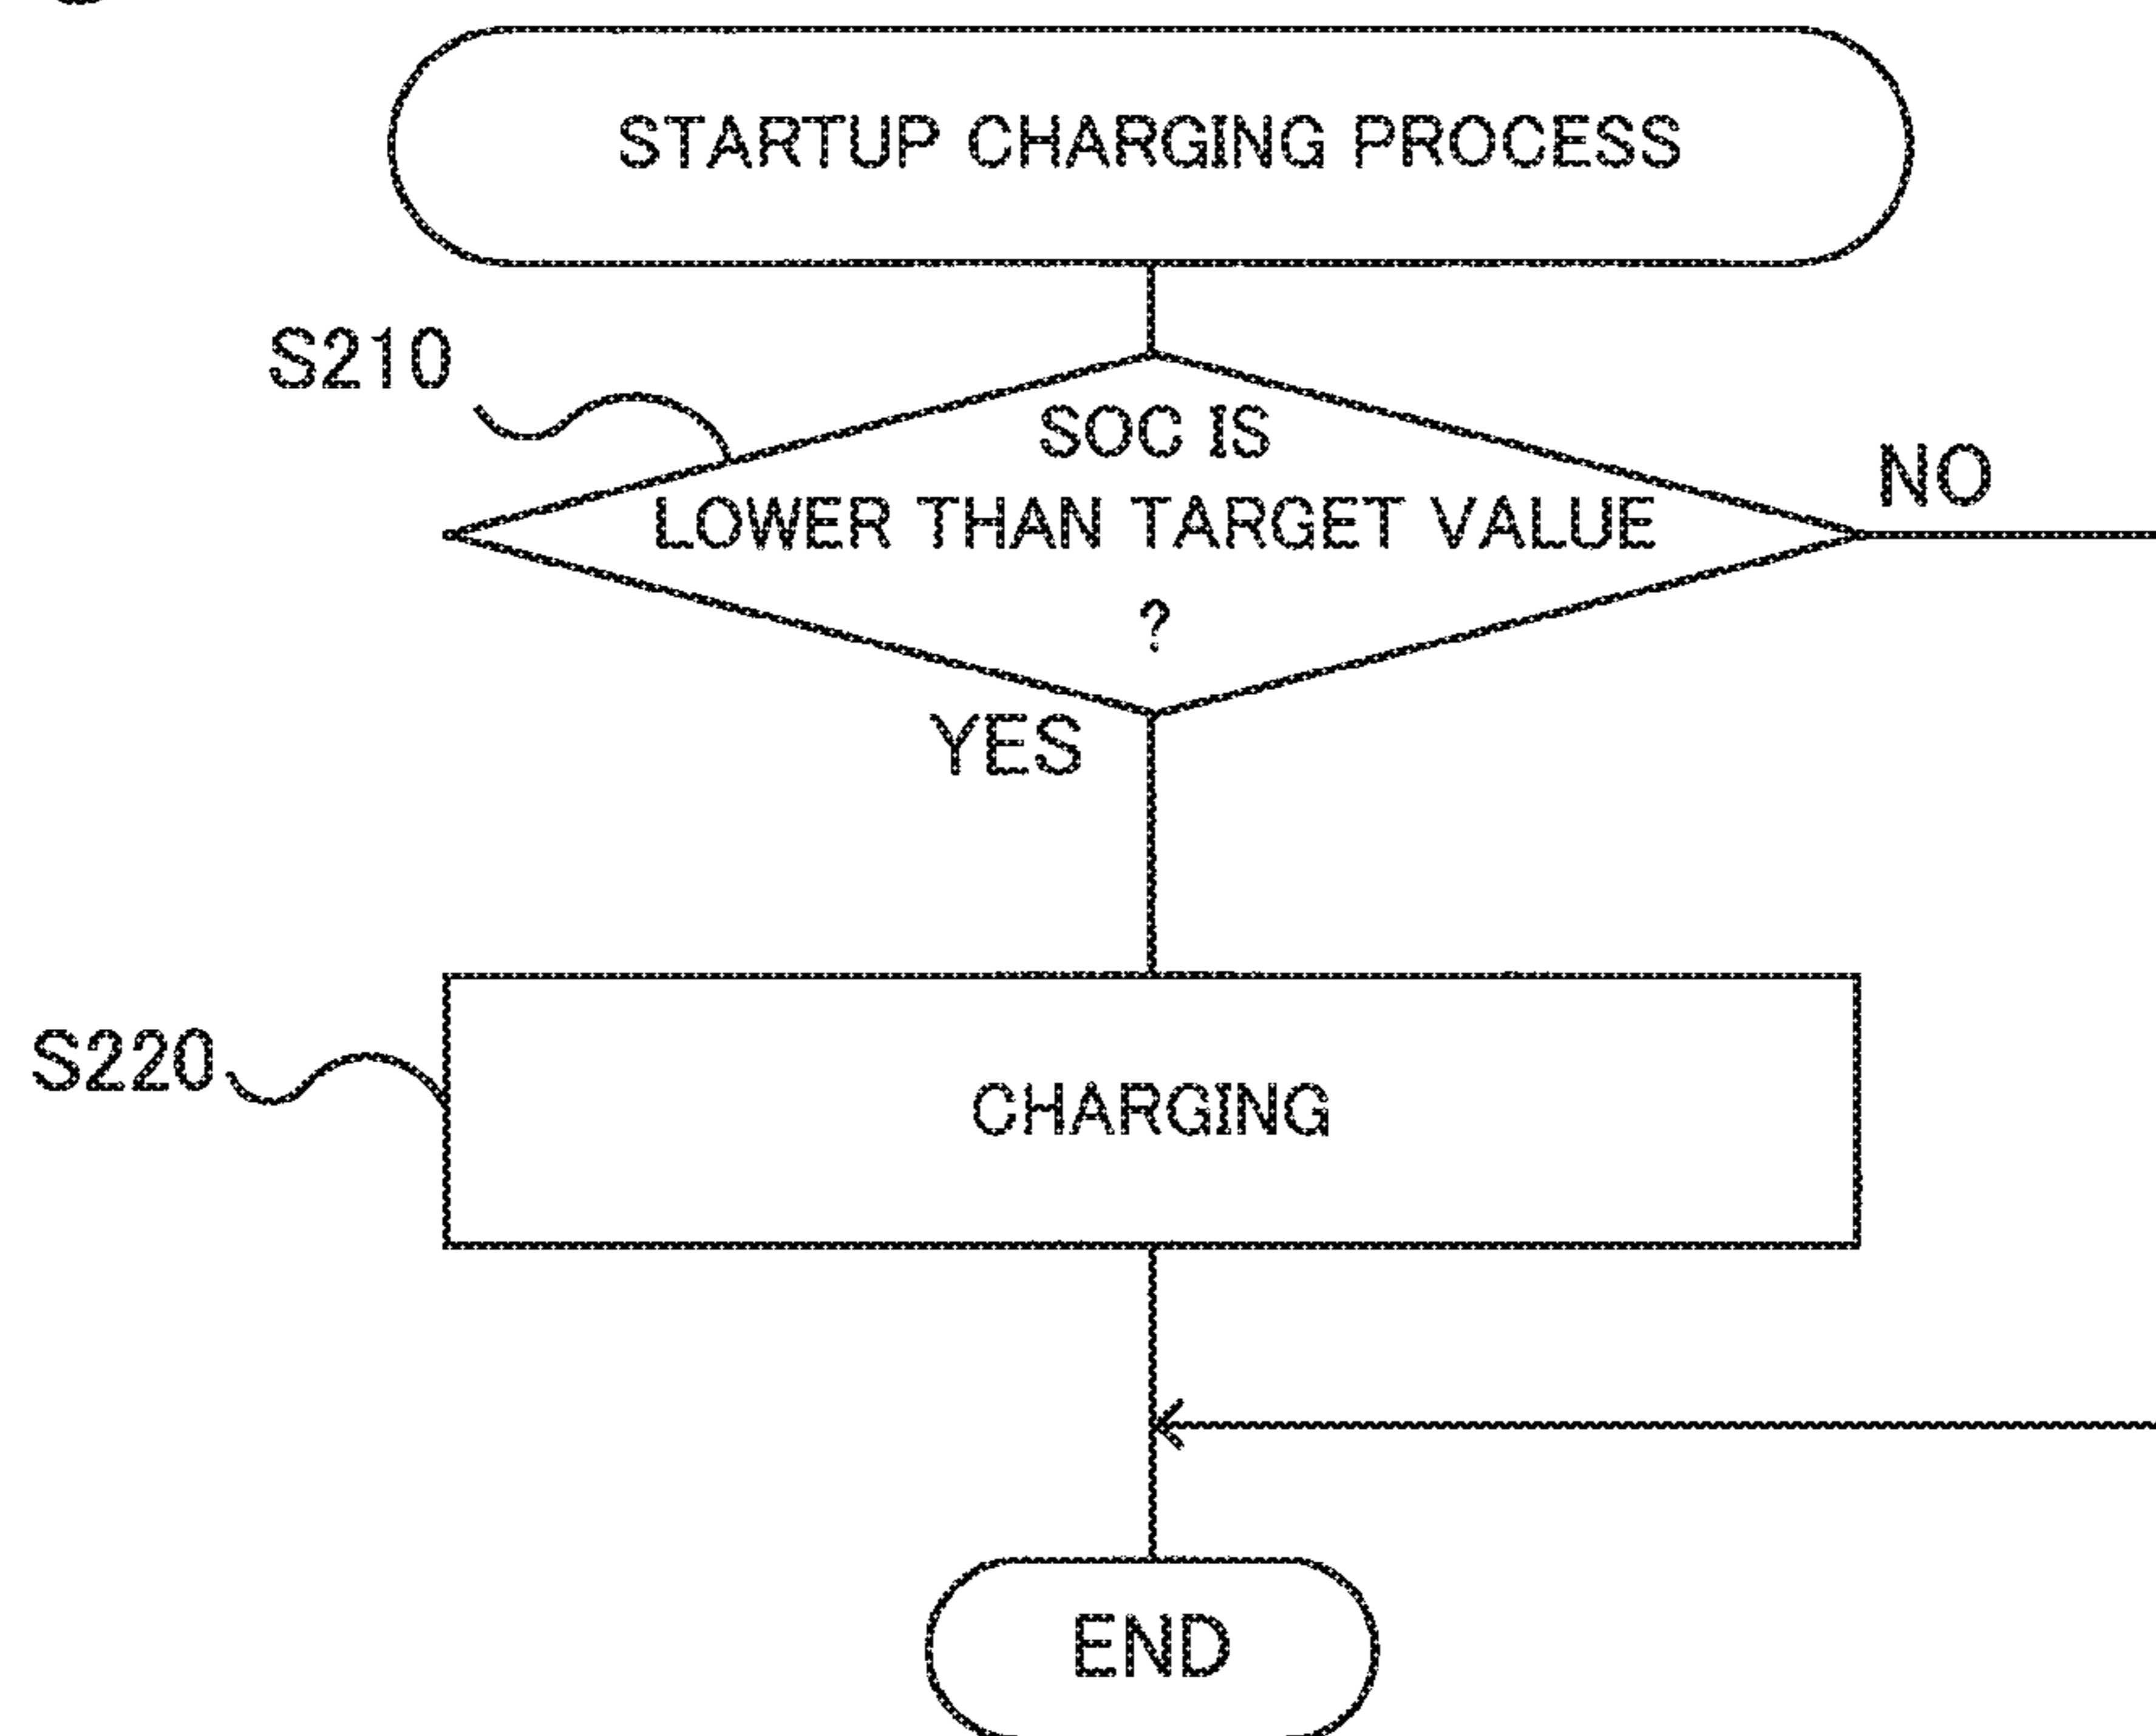 STARTUP CHARGING PROCESS
S210
SOC IS
LOWER THAN TARGET VALUE
?
NO
YES
S220
CHARGING
END